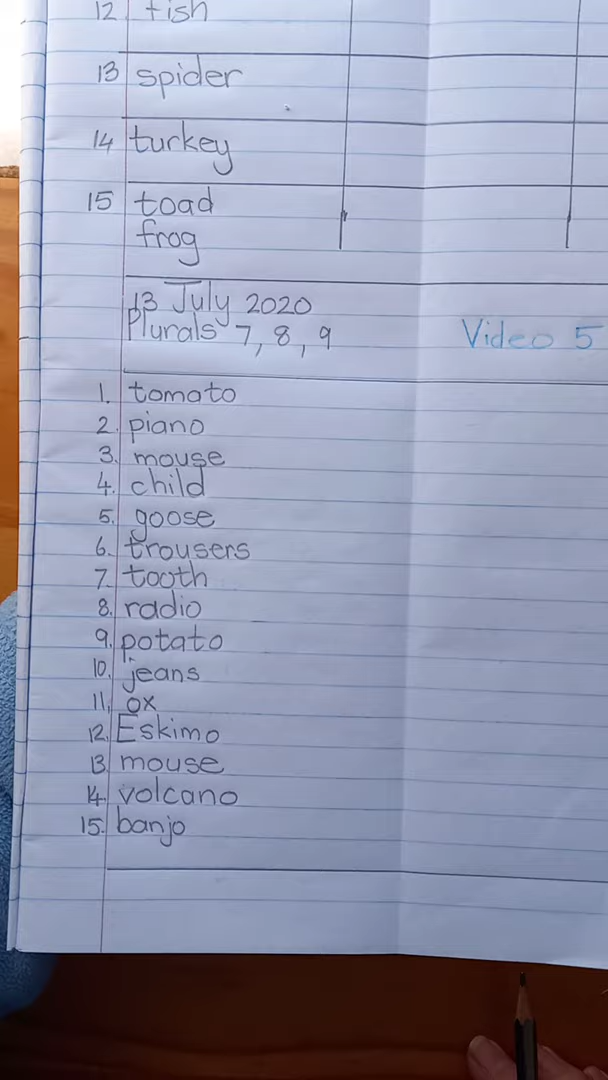 12. fish
13 spider
14 turkey
15 toad
frog
13 July 2020
Plurals 7, 8, 9
Video 5
1. tomato
2. piano
3. mouse
4. child
5. goose
6. trousers
7. tooth
8. radio
9. potato
10. jeans
11. ox
12. Eskimo
13. mouse
14. volcano
15. banjo